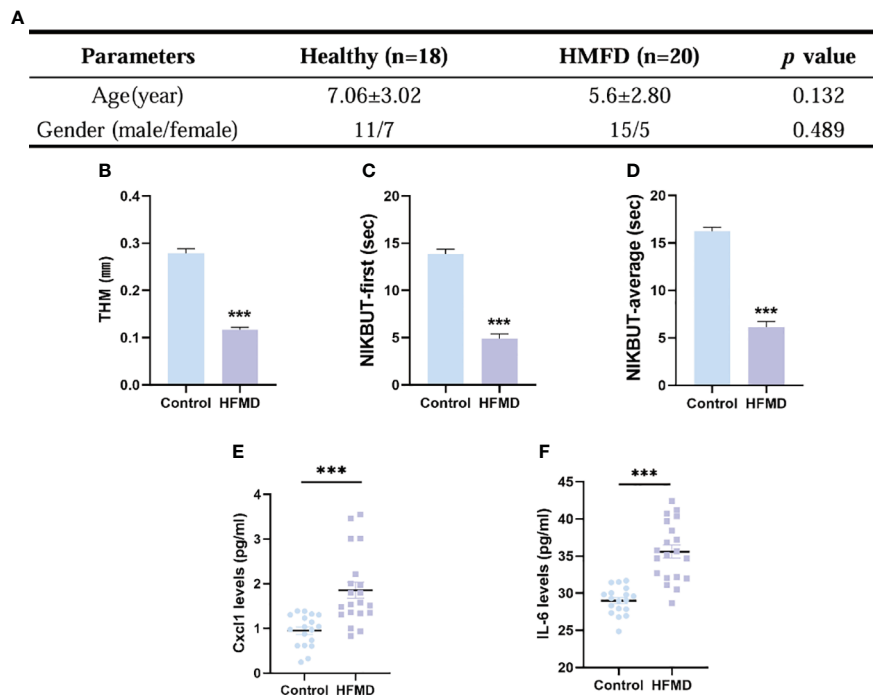 A
Parameters Healthy (n=18) HMFD (n=20) p value
Age(year) 7.06±3.02 5.6±2.80 0.132
Gender (male/female) 11/7 15/5 0.489
B
THM (mm)
0.4
0.3
0.2
0.1
0.0
***
Control HFMD
C
NIKBUT-first (sec)
20
15
10
5
0
***
Control HFMD
D
NIKBUT-average (sec)
20
15
10
5
0
***
Control HFMD
E
Cxcl1 levels (pg/ml)
4
3
2
1
0
***
Control HFMD
F
IL-6 levels (pg/ml)
45
40
35
30
25
20
***
Control HFMD